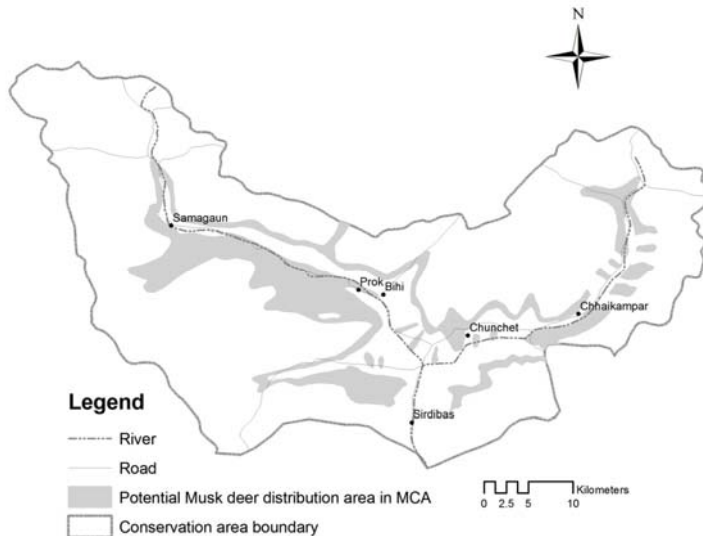 N
Samagaun
Prok
Bihi
Chhaikampar
Chunchet
Sirdibas
Legend
River
Road
Potential Musk deer distribution area in MCA
Conservation area boundary
Kilometers
0 2.5 5 10